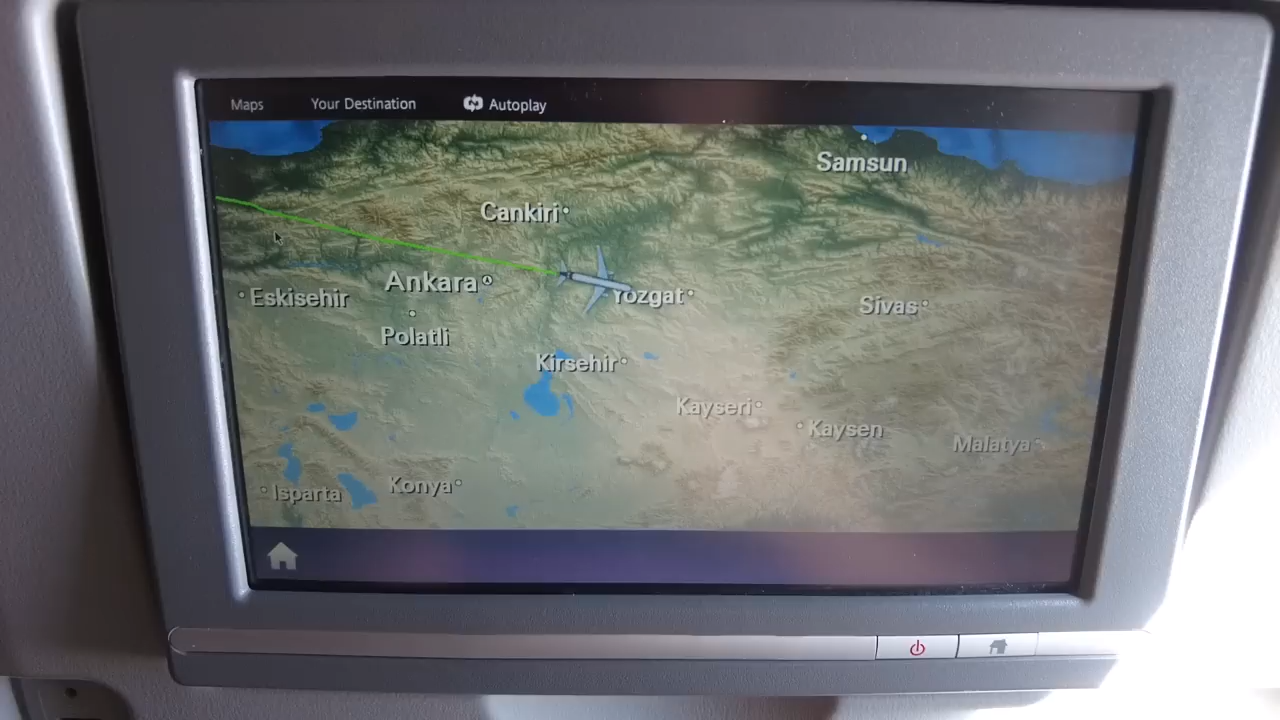 Maps Your Destination Autoplay
Samsun
Cankiri
Ankara
Eskisehir
Yozgat
Sivas
Polatli
Kirsehir
Kayseri
Kaysen
Malatya
Isparta
Konya